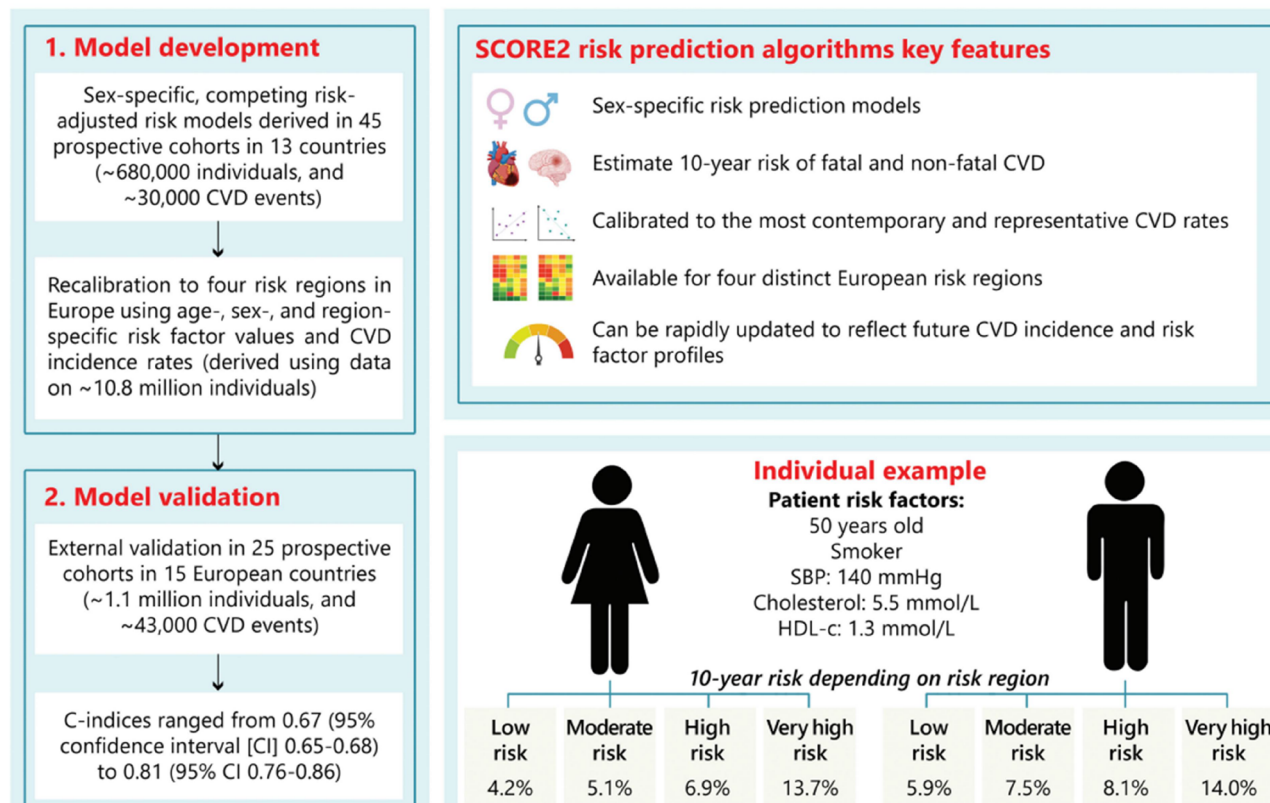 1. Model development
Sex-specific, competing risk-
adjusted risk models derived in 45
prospective cohorts in 13 countries
(~680,000 individuals, and
~30,000 CVD events)
Recalibration to four risk regions in
Europe using age-, sex-, and region-
specific risk factor values and CVD
incidence rates (derived using data
on ~10.8 million individuals)
2. Model validation
External validation in 25 prospective
cohorts in 15 European countries
(~1.1 million individuals, and
~43,000 CVD events)
C-indices ranged from 0.67 (95%
confidence interval [CI] 0.65-0.68)
to 0.81 (95% CI 0.76-0.86)
SCORE2 risk prediction algorithms key features
Sex-specific risk prediction models
Estimate 10-year risk of fatal and non-fatal CVD
Calibrated to the most contemporary and representative CVD rates
Available for four distinct European risk regions
Can be rapidly updated to reflect future CVD incidence and risk
factor profiles
Individual example
Patient risk factors:
50 years old
Smoker
SBP: 140 mmHg
Cholesterol: 5.5 mmol/L
HDL-c: 1.3 mmol/L
10-year risk depending on risk region
Low Moderate High Very high Low Moderate High Very high
risk risk risk risk risk risk risk risk
4.2% 5.1% 6.9% 13.7% 5.9% 7.5% 8.1% 14.0%